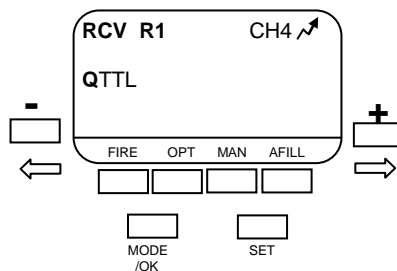 RCV R1 CH4
QTTL
- +
FIRE OPT MAN AFILL
MODE SET
/OK